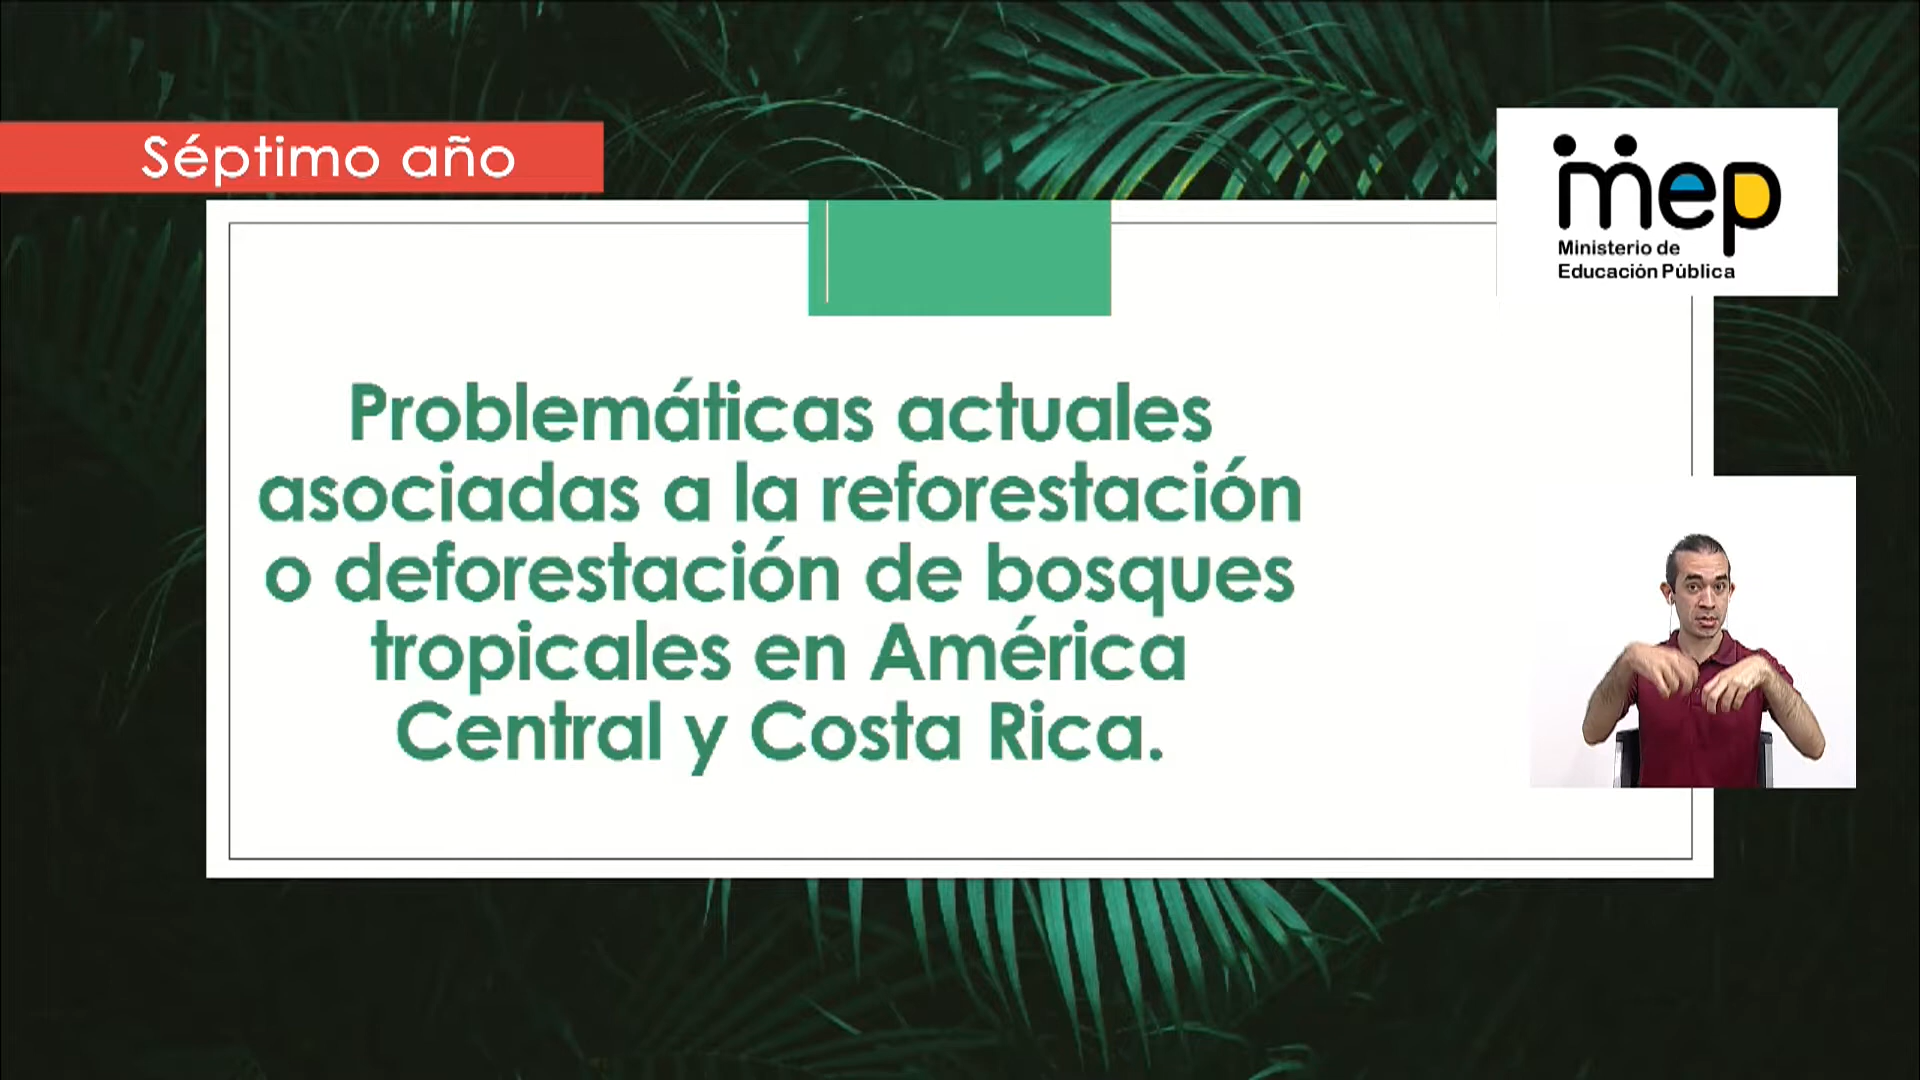 Séptimo año
mep
Ministerio de
Educación Pública
Problemáticas actuales
asociadas a la reforestación
o deforestación de bosques
tropicales en América
Central y Costa Rica.